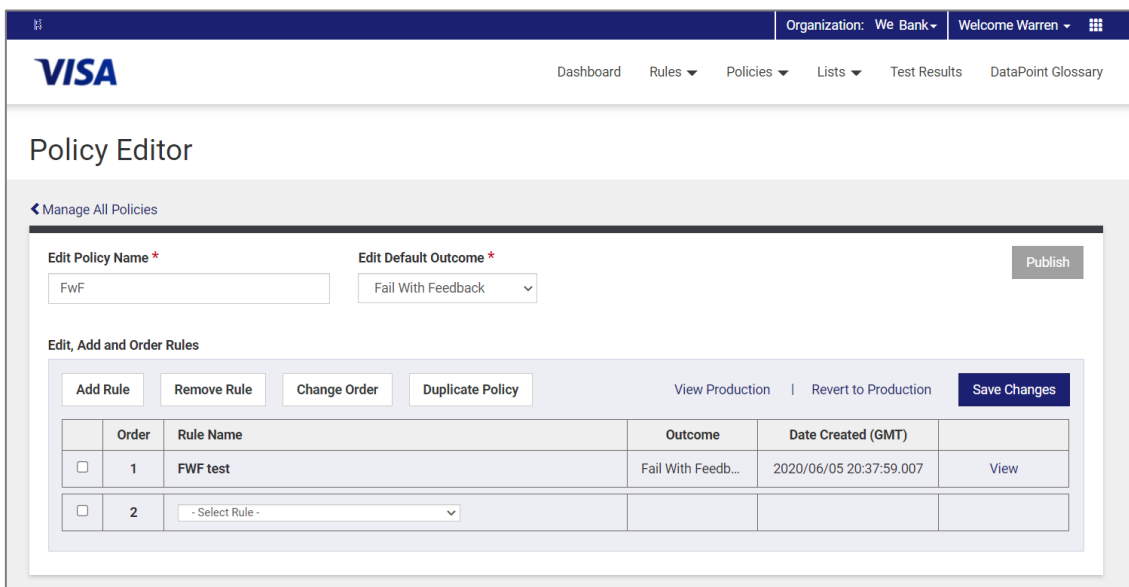 Organization: We Bank Welcome Warren
VISA Dashboard Rules Policies Lists Test Results DataPoint Glossary
Policy Editor
Manage All Policies
Edit Policy Name * Edit Default Outcome * Publish
FwF Fail With Feedback
Edit, Add and Order Rules
Add Rule Remove Rule Change Order Duplicate Policy View Production | Revert to Production Save Changes
Order Rule Name Outcome Date Created (GMT)
1 FWF test Fail With Feedb... 2020/06/05 20:37:59.007 View
2 - Select Rule -